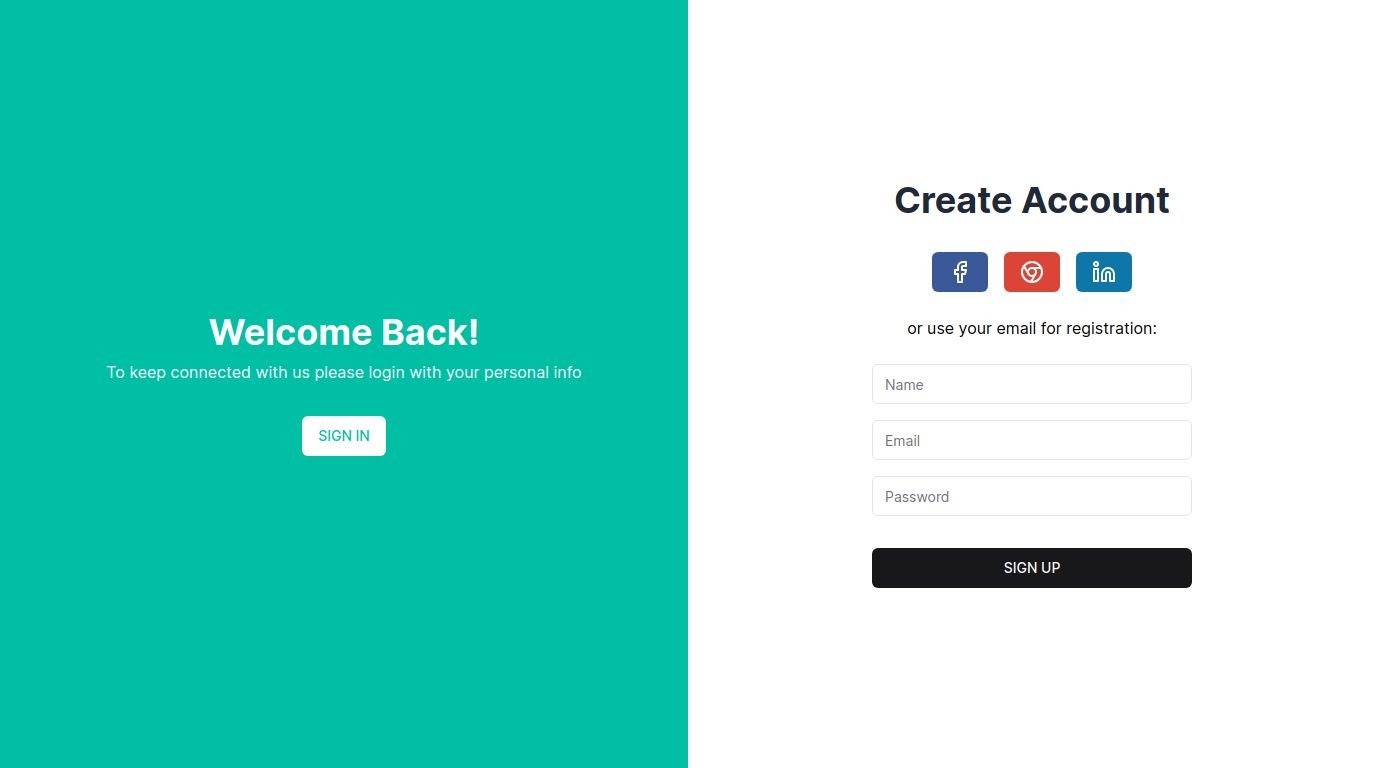 Welcome Back!
To keep connected with us please login with your personal info
SIGN IN
Create Account
or use your email for registration:
Name
Email
Password
SIGN UP